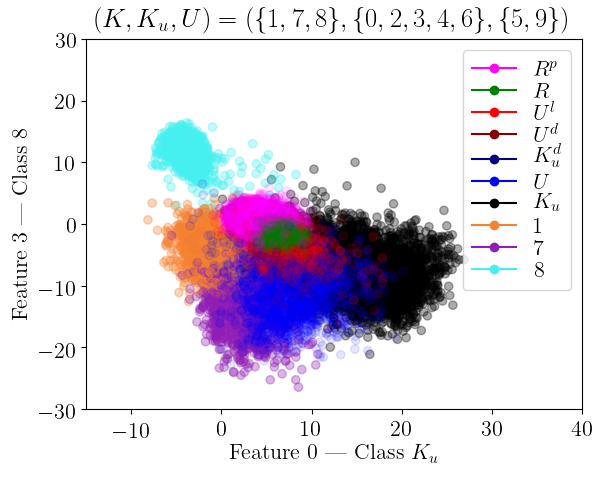 (K, K_u, U) = ({1, 7, 8}, {0, 2, 3, 4, 6}, {5, 9})
30
20
10
0
−10
−20
−30
Feature 3 — Class 8
−10
0
10
20
30
40
Feature 0 — Class K_u
R^p
R
U^l
U^d
K_u^d
U
K_u
1
7
8